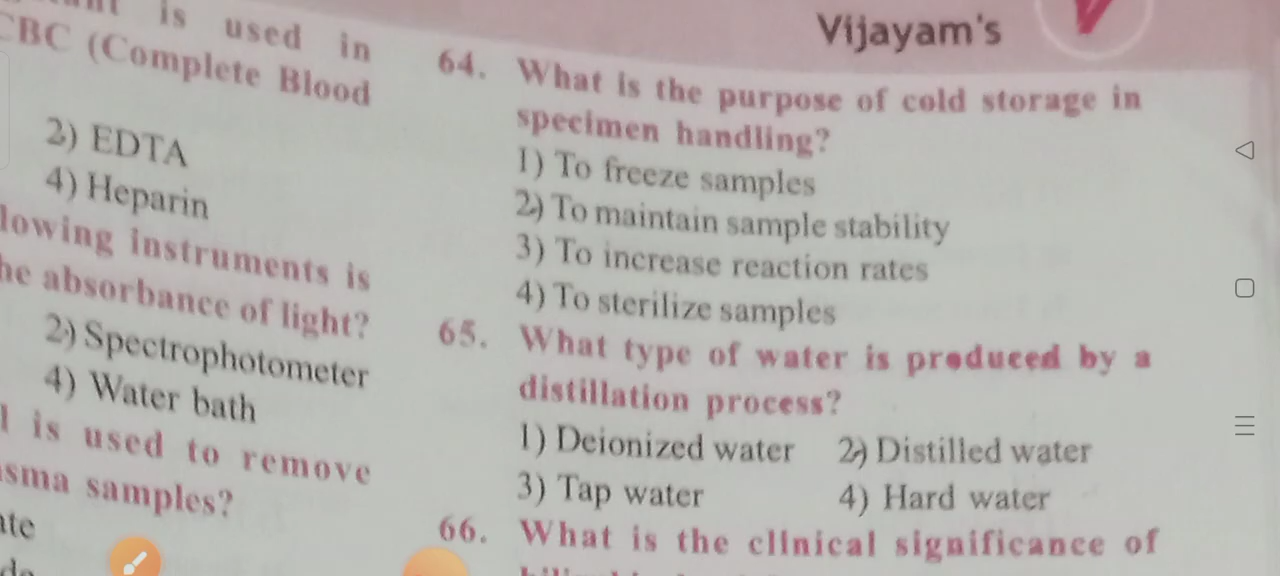 is used in
CBC (Complete Blood
2) EDTA
4) Heparin
lowing instruments is
he absorbance of light?
2) Spectrophotometer
4) Water bath
is used to remove
asma samples?
ate
Vijayam's
64. What is the purpose of cold storage in
specimen handling?
1) To freeze samples
2) To maintain sample stability
3) To increase reaction rates
4) To sterilize samples
65. What type of water is produced by a
distillation process?
1) Deionized water 2) Distilled water
3) Tap water 4) Hard water
66. What is the clinical significance of